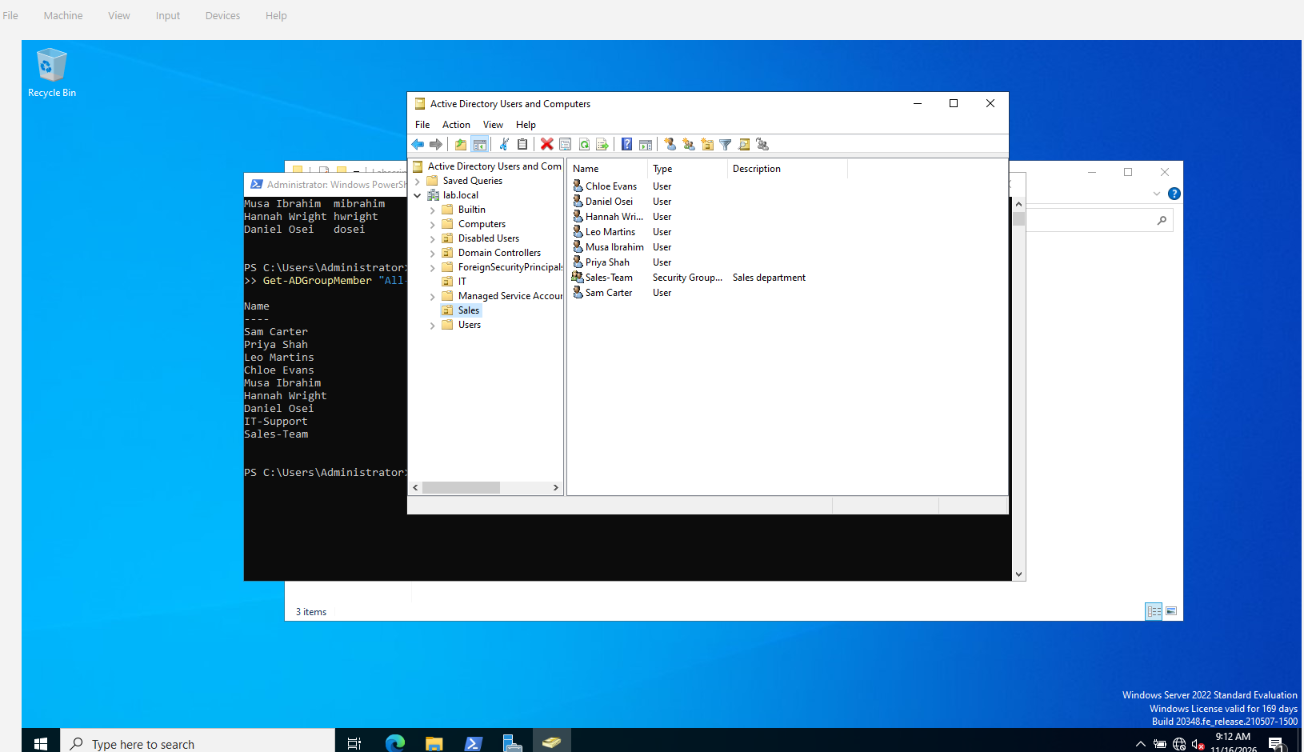 File Machine View Input Devices Help
Recycle Bin
Active Directory Users and Computers
File Action View Help
Active Directory Users and Com
Saved Queries
lab.local
Builtin
Computers
Disabled Users
Domain Controllers
ForeignSecurityPrincipals
IT
Managed Service Accour
Sales
Users
Name Type Description
Chloe Evans User
Daniel Osei User
Hannah Wri... User
Leo Martins User
Musa Ibrahim User
Priya Shah User
Sales-Team Security Group... Sales department
Sam Carter User
Administrator: Windows PowerSh
Musa Ibrahim mibrahim
Hannah Wright hwright
Daniel Osei dosei
PS C:\Users\Administrator>
>> Get-ADGroupMember "All-
Name
----
Sam Carter
Priya Shah
Leo Martins
Chloe Evans
Musa Ibrahim
Hannah Wright
Daniel Osei
IT-Support
Sales-Team
PS C:\Users\Administrator>
3 items
Windows Server 2022 Standard Evaluation
Windows License valid for 169 days
Build 20348.fe_release.210507-1500
Type here to search
9:12 AM
11/16/2026